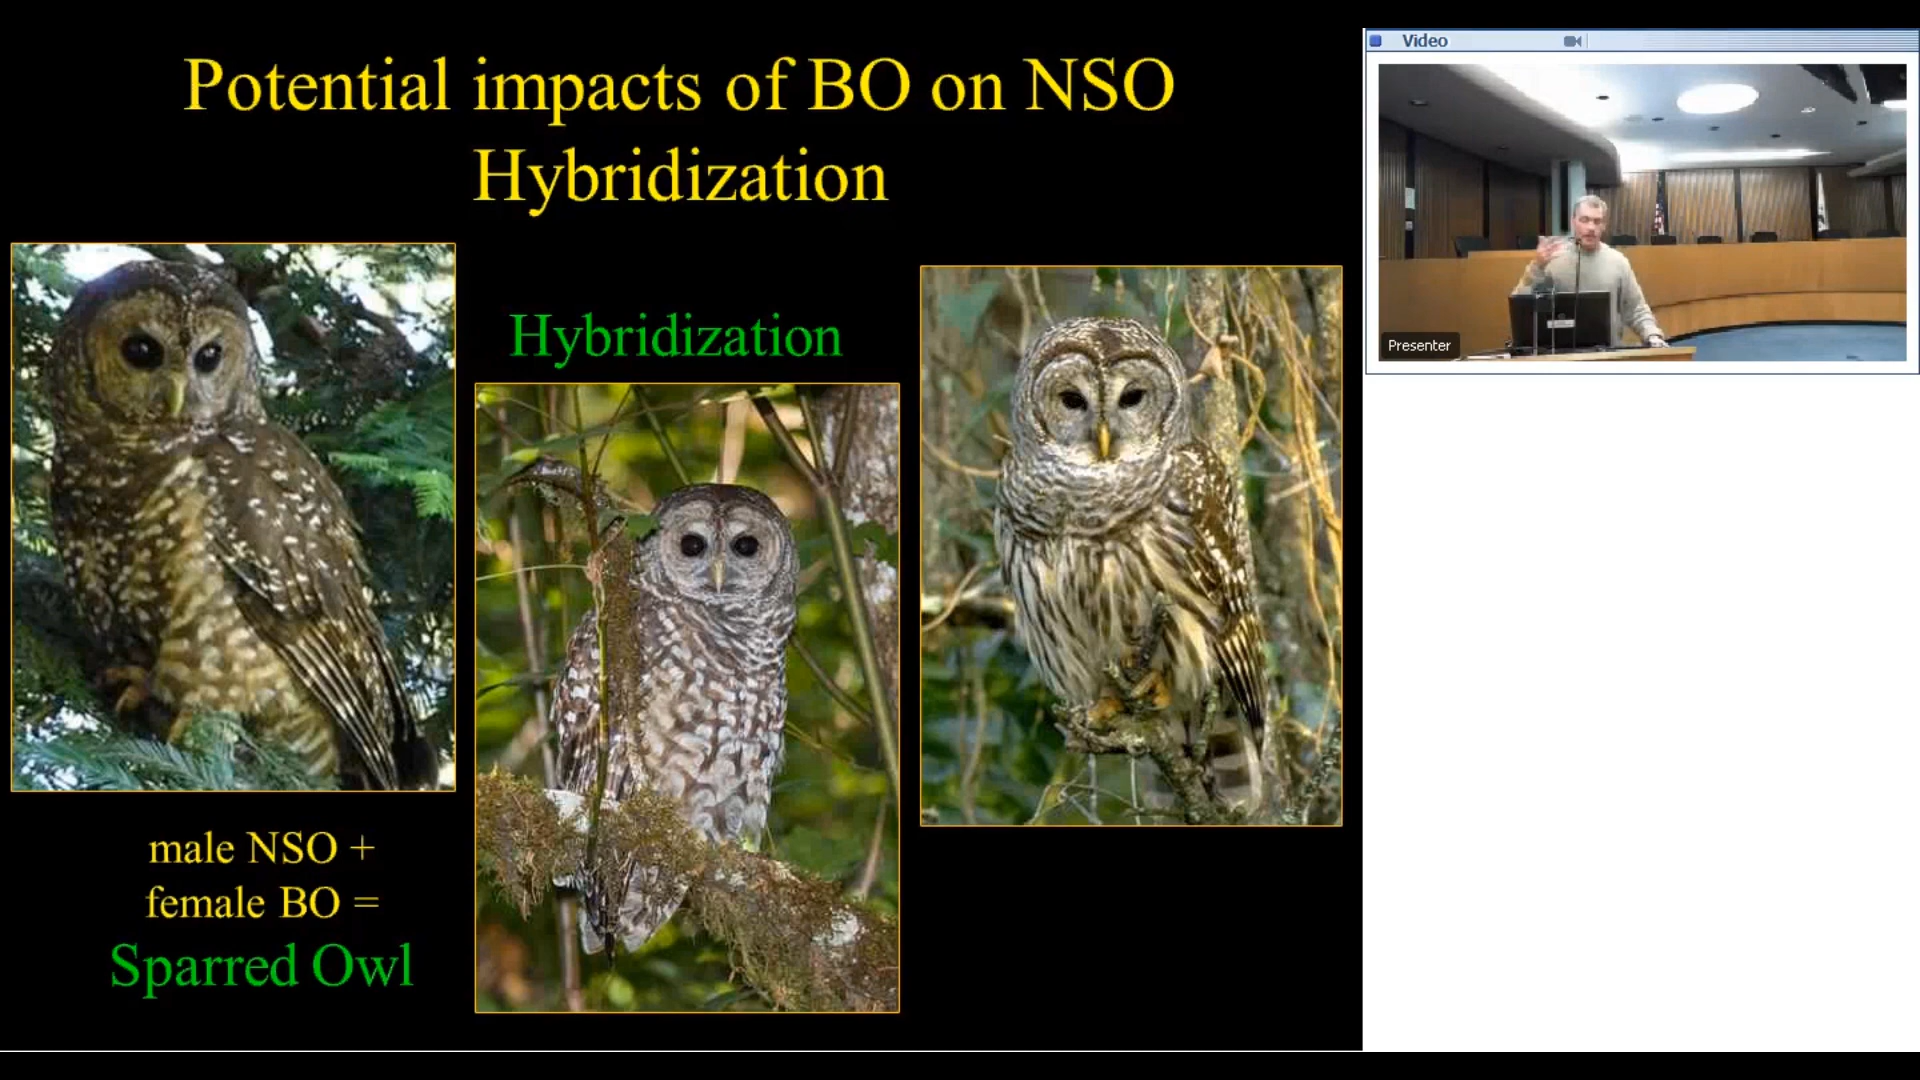 Potential impacts of BO on NSO
Hybridization
Hybridization
male NSO +
female BO =
Sparred Owl
Video
Presenter